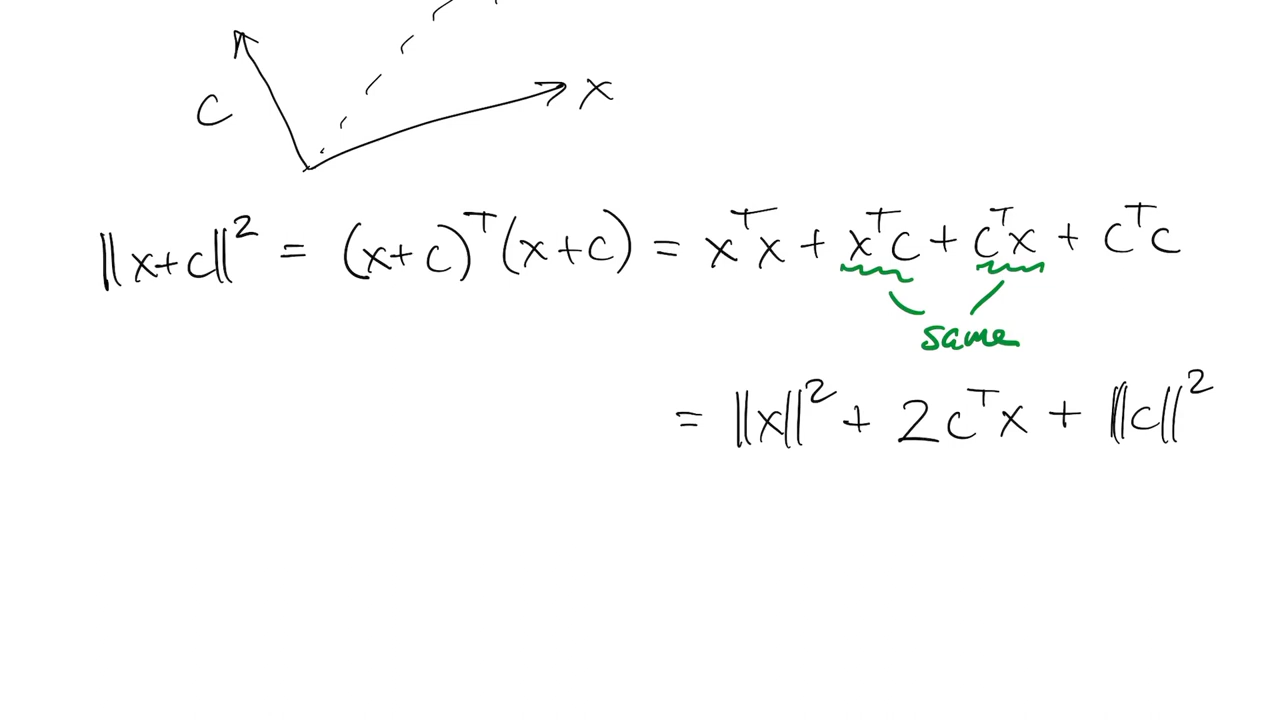 c
x
‖x+c‖² = (x+c)ᵀ(x+c) = xᵀx + xᵀc + cᵀx + cᵀc
same
= ‖x‖² + 2cᵀx + ‖c‖²